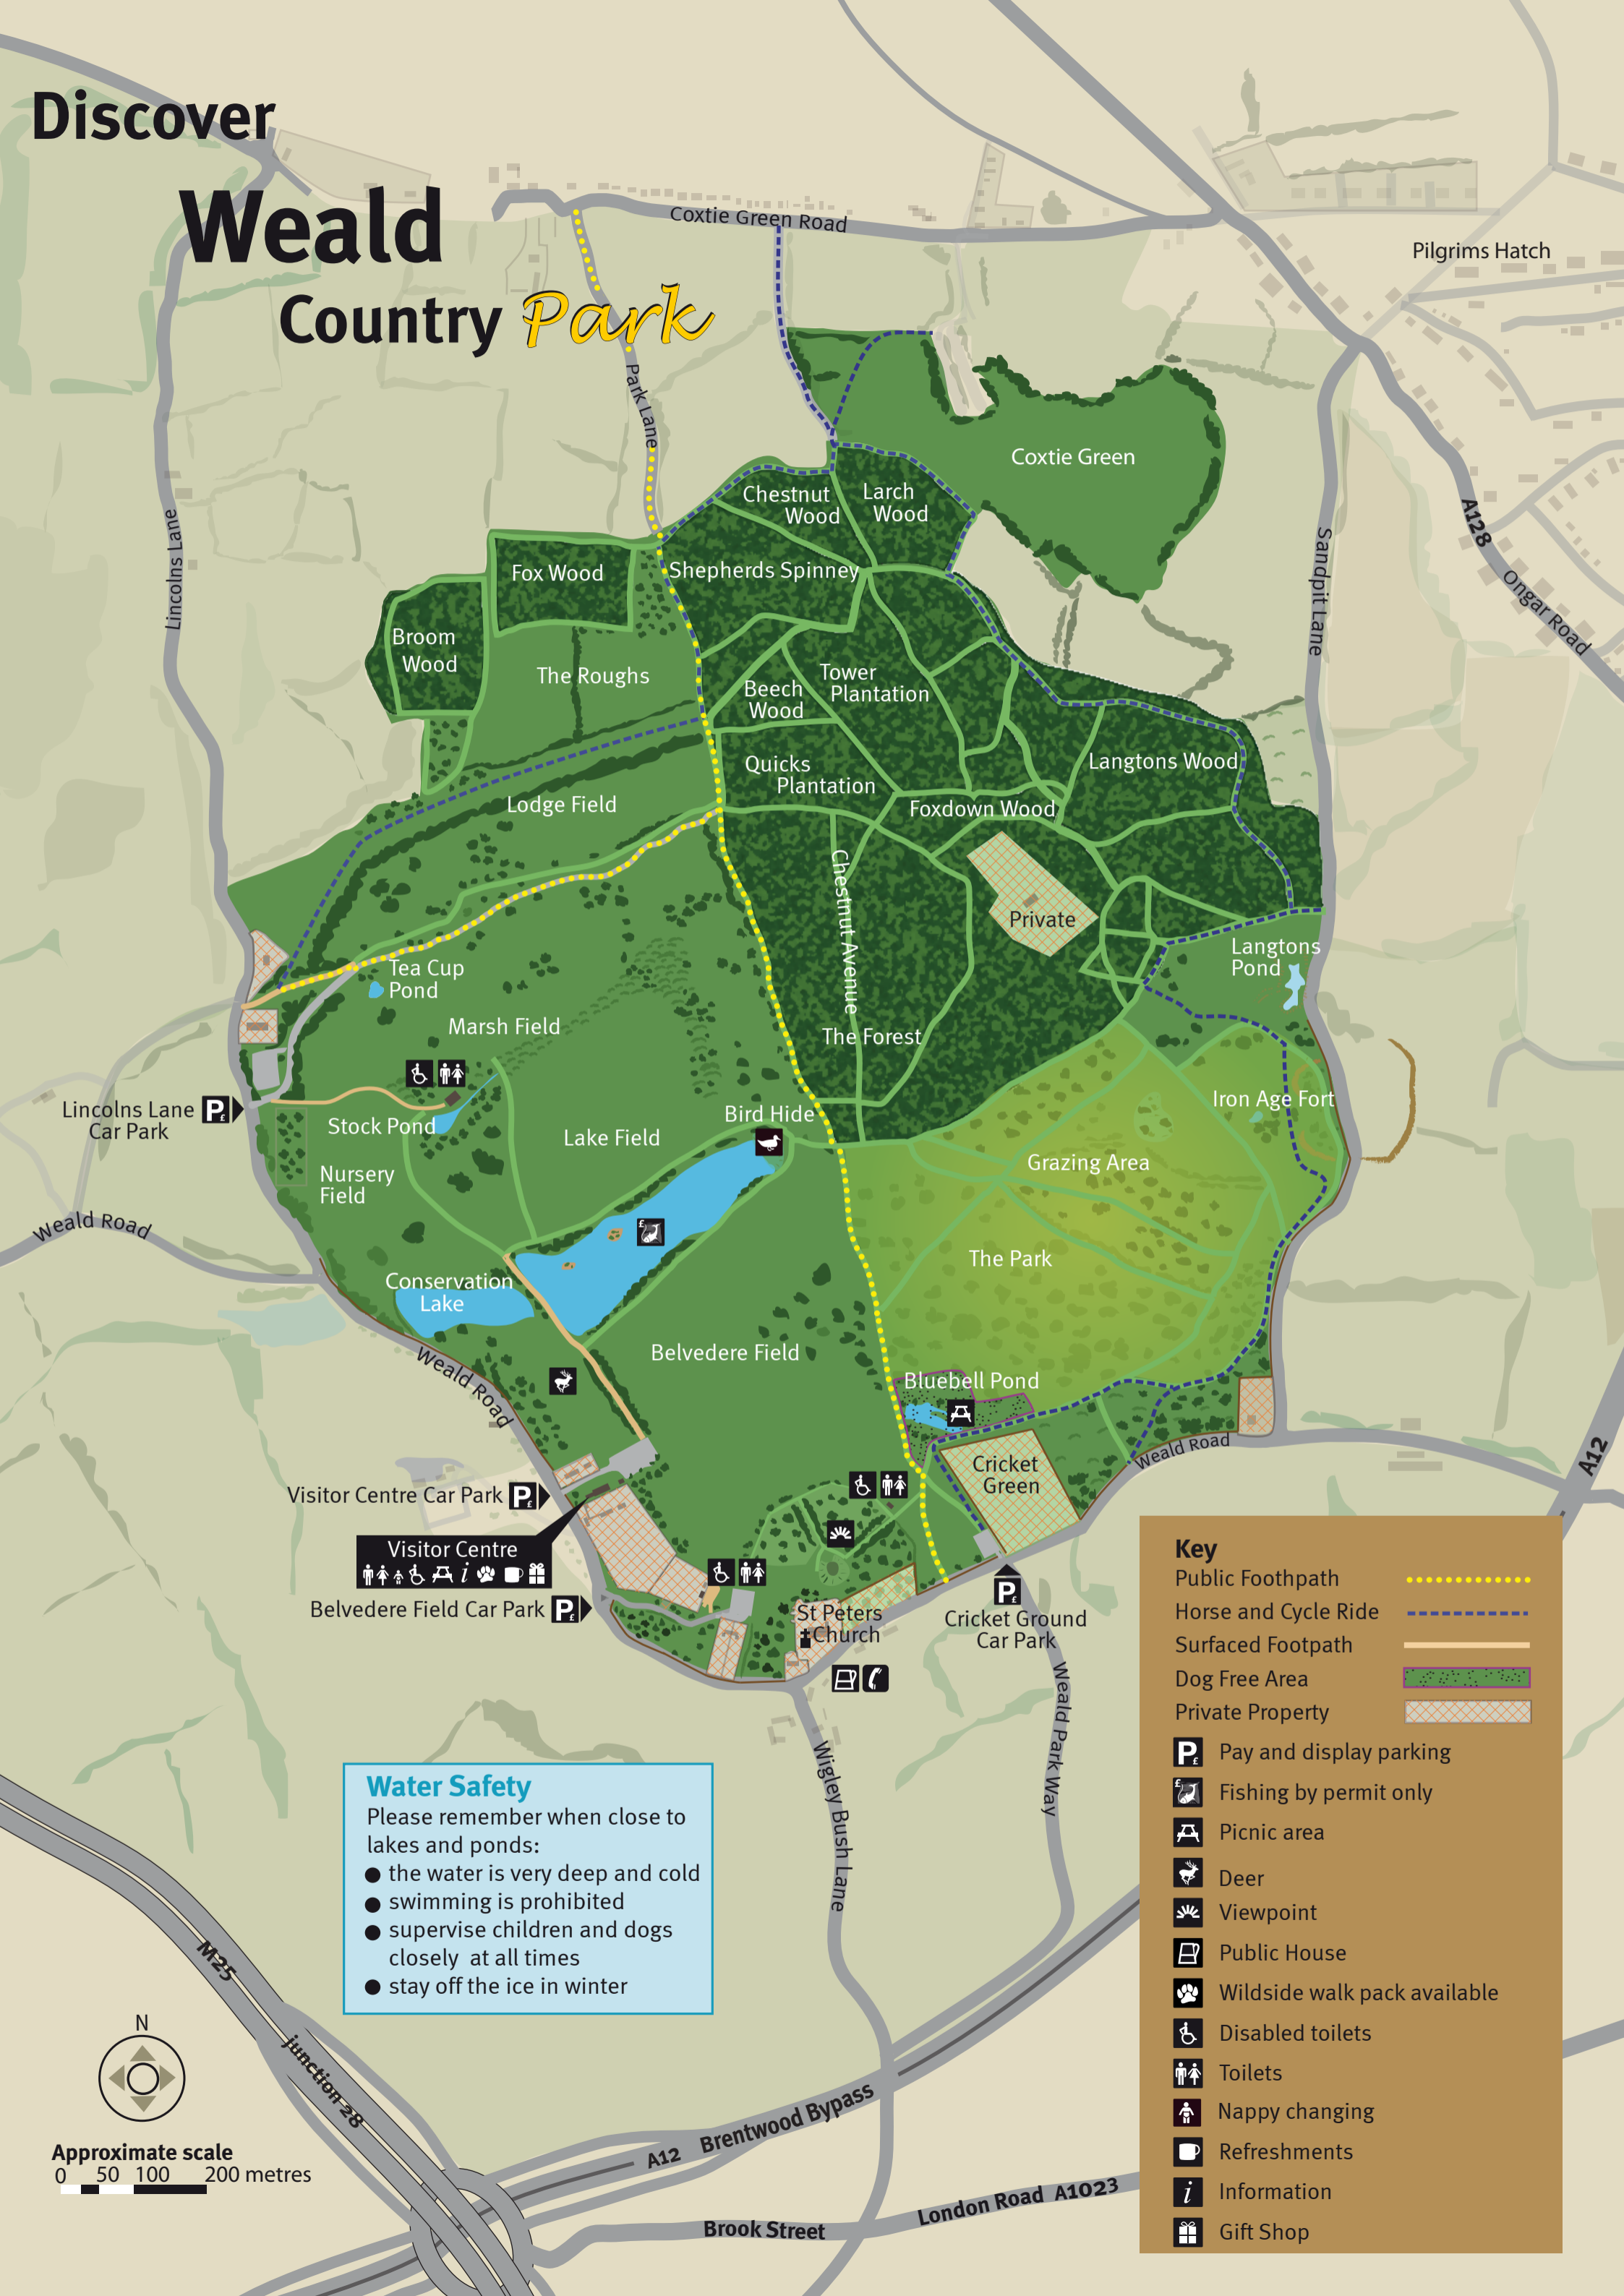 Discover
Weald
Country Park
Coxtie Green Road
Pilgrims Hatch
Park Lane
Coxtie Green
Lincolns Lane
Sandpit Lane
A128
Ongar Road
Chestnut
Wood
Larch
Wood
Fox Wood
Shepherds Spinney
Broom
Wood
The Roughs
Tower
Plantation
Beech
Wood
Quicks
Plantation
Langtons Wood
Lodge Field
Foxdown Wood
Chestnut Avenue
Private
Langtons
Pond
Tea Cup
Pond
Marsh Field
The Forest
Lincolns Lane
Car Park
P£
Stock Pond
Lake Field
Bird Hide
Iron Age Fort
Nursery
Field
Grazing Area
Weald Road
The Park
£
Conservation
Lake
Belvedere Field
Weald Road
Bluebell Pond
Cricket
Green
Weald Road
A12
Visitor Centre Car Park P£
Visitor Centre
i
Belvedere Field Car Park P£
St Peters
Church
P£
Cricket Ground
Car Park
Weald Park Way
Wigley Bush Lane
Key
Public Foothpath
Horse and Cycle Ride
Surfaced Footpath
Dog Free Area
Private Property
P£ Pay and display parking
£ Fishing by permit only
Picnic area
Deer
Viewpoint
Public House
Wildside walk pack available
Disabled toilets
Toilets
Nappy changing
Refreshments
i Information
Gift Shop
Water Safety
Please remember when close to
lakes and ponds:
● the water is very deep and cold
● swimming is prohibited
● supervise children and dogs
closely at all times
● stay off the ice in winter
M25
junction 28
N
Approximate scale
0 50 100 200 metres
A12 Brentwood Bypass
Brook Street
London Road A1023